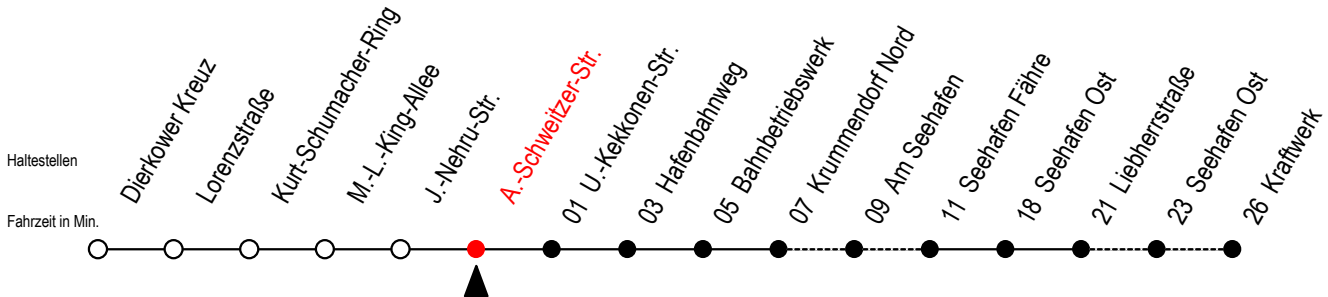 Haltestellen
Fahrzeit in Min.
Dierkower Kreuz
Lorenzstraße
Kurt-Schumacher-Ring
M.-L.-King-Allee
J.-Nehru-Str.
A.-Schweitzer-Str.
01 U.-Kekkonen-Str.
03 Hafenbahnweg
05 Bahnbetriebswerk
07 Krummendorf Nord
09 Am Seehafen
11 Seehafen Fähre
18 Seehafen Ost
21 Liebherrstraße
23 Seehafen Ost
26 Kraftwerk